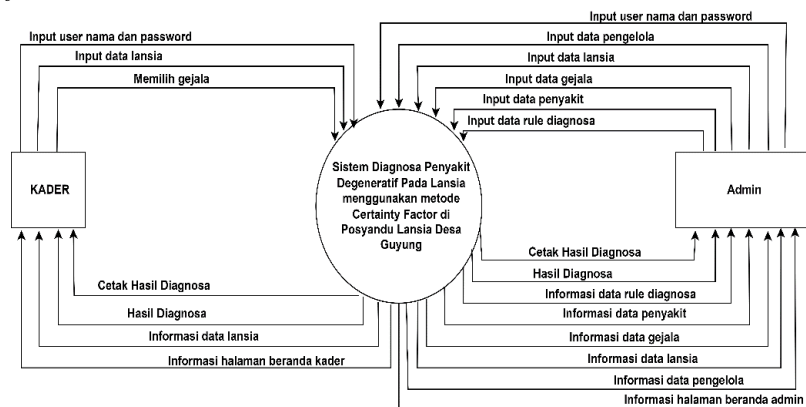 Input user nama dan password
Input user nama dan password
Input data pengelola
Input data lansia
Input data lansia
Memilih gejala
Input data gejala
Input data penyakit
Input data rule diagnosa
KADER
Sistem Diagnosa Penyakit
Degeneratif Pada Lansia
menggunakan metode
Certainty Factor di
Posyandu Lansia Desa
Guyung
Admin
Cetak Hasil Diagnosa
Hasil Diagnosa
Cetak Hasil Diagnosa
Informasi data rule diagnosa
Hasil Diagnosa
Informasi data penyakit
Informasi data lansia
Informasi data gejala
Informasi halaman beranda kader
Informasi data lansia
Informasi data pengelola
Informasi halaman beranda admin